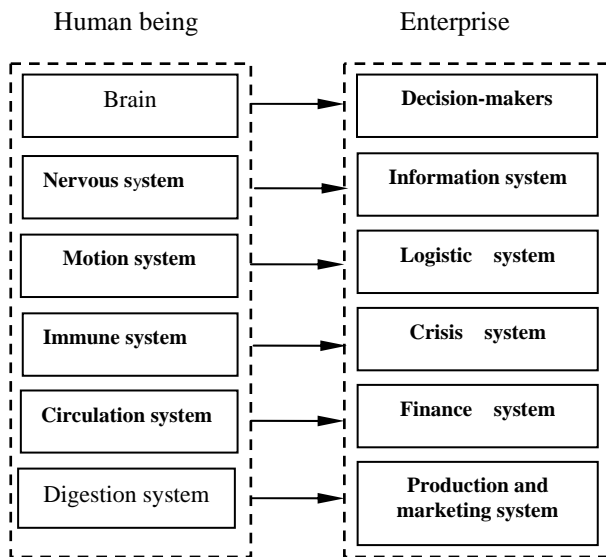 Human being Enterprise
Brain Decision-makers
Nervous system Information system
Motion system Logistic system
Immune system Crisis system
Circulation system Finance system
Digestion system Production and
marketing system